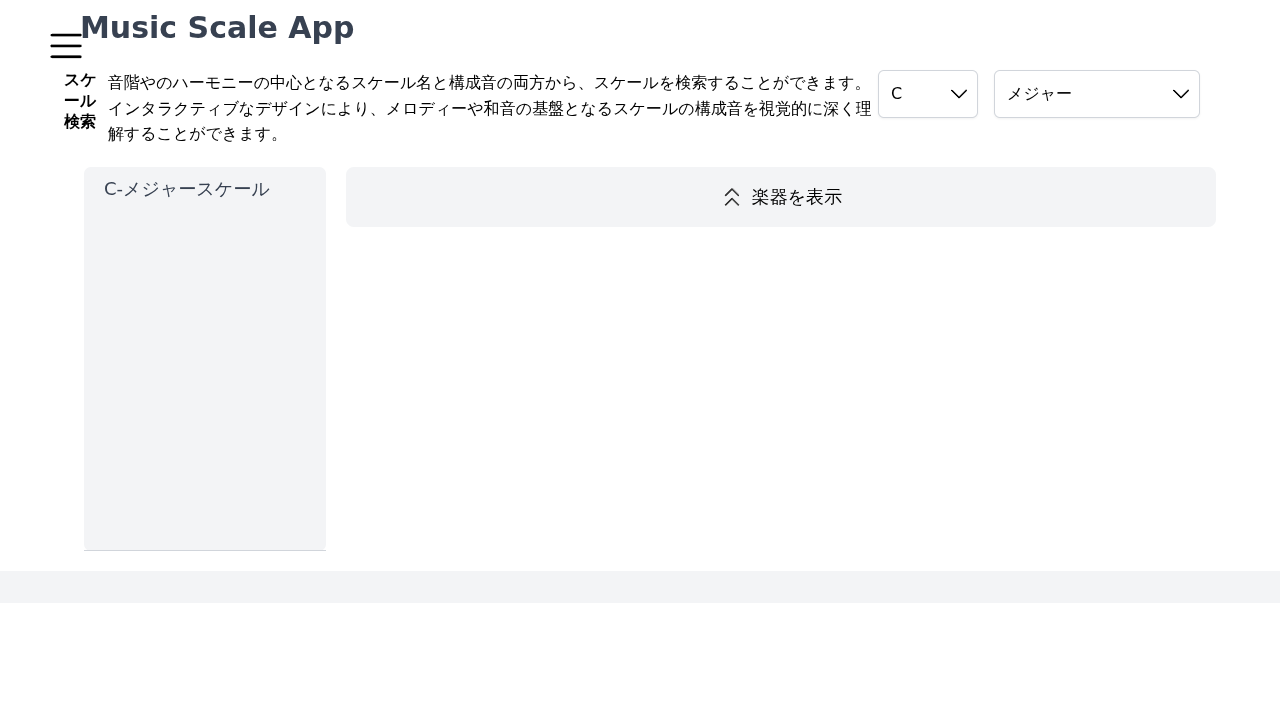 Music Scale App
スケ
ール
検索
音階やのハーモニーの中心となるスケール名と構成音の両方から、スケールを検索することができます。
インタラクティブなデザインにより、メロディーや和音の基盤となるスケールの構成音を視覚的に深く理
解することができます。
C
メジャー
C-メジャースケール
楽器を表示